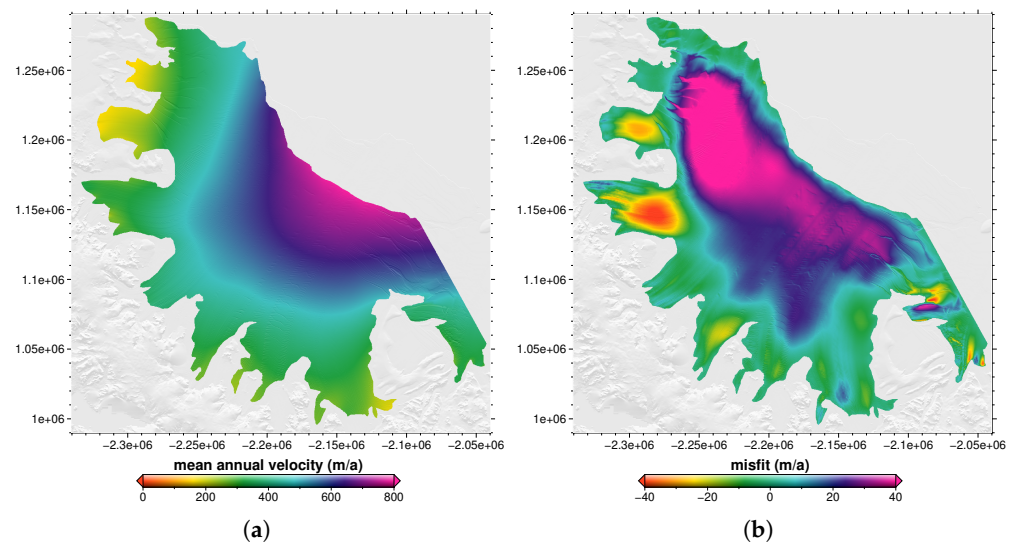 1.25e+06
1.2e+06
1.15e+06
1.1e+06
1.05e+06
1e+06
−2.3e+06 −2.25e+06 −2.2e+06 −2.15e+06 −2.1e+06 −2.05e+06
mean annual velocity (m/a)
0 200 400 600 800
(a)
1.25e+06
1.2e+06
1.15e+06
1.1e+06
1.05e+06
1e+06
−2.3e+06 −2.25e+06 −2.2e+06 −2.15e+06 −2.1e+06 −2.05e+06
misfit (m/a)
−40 −20 0 20 40
(b)